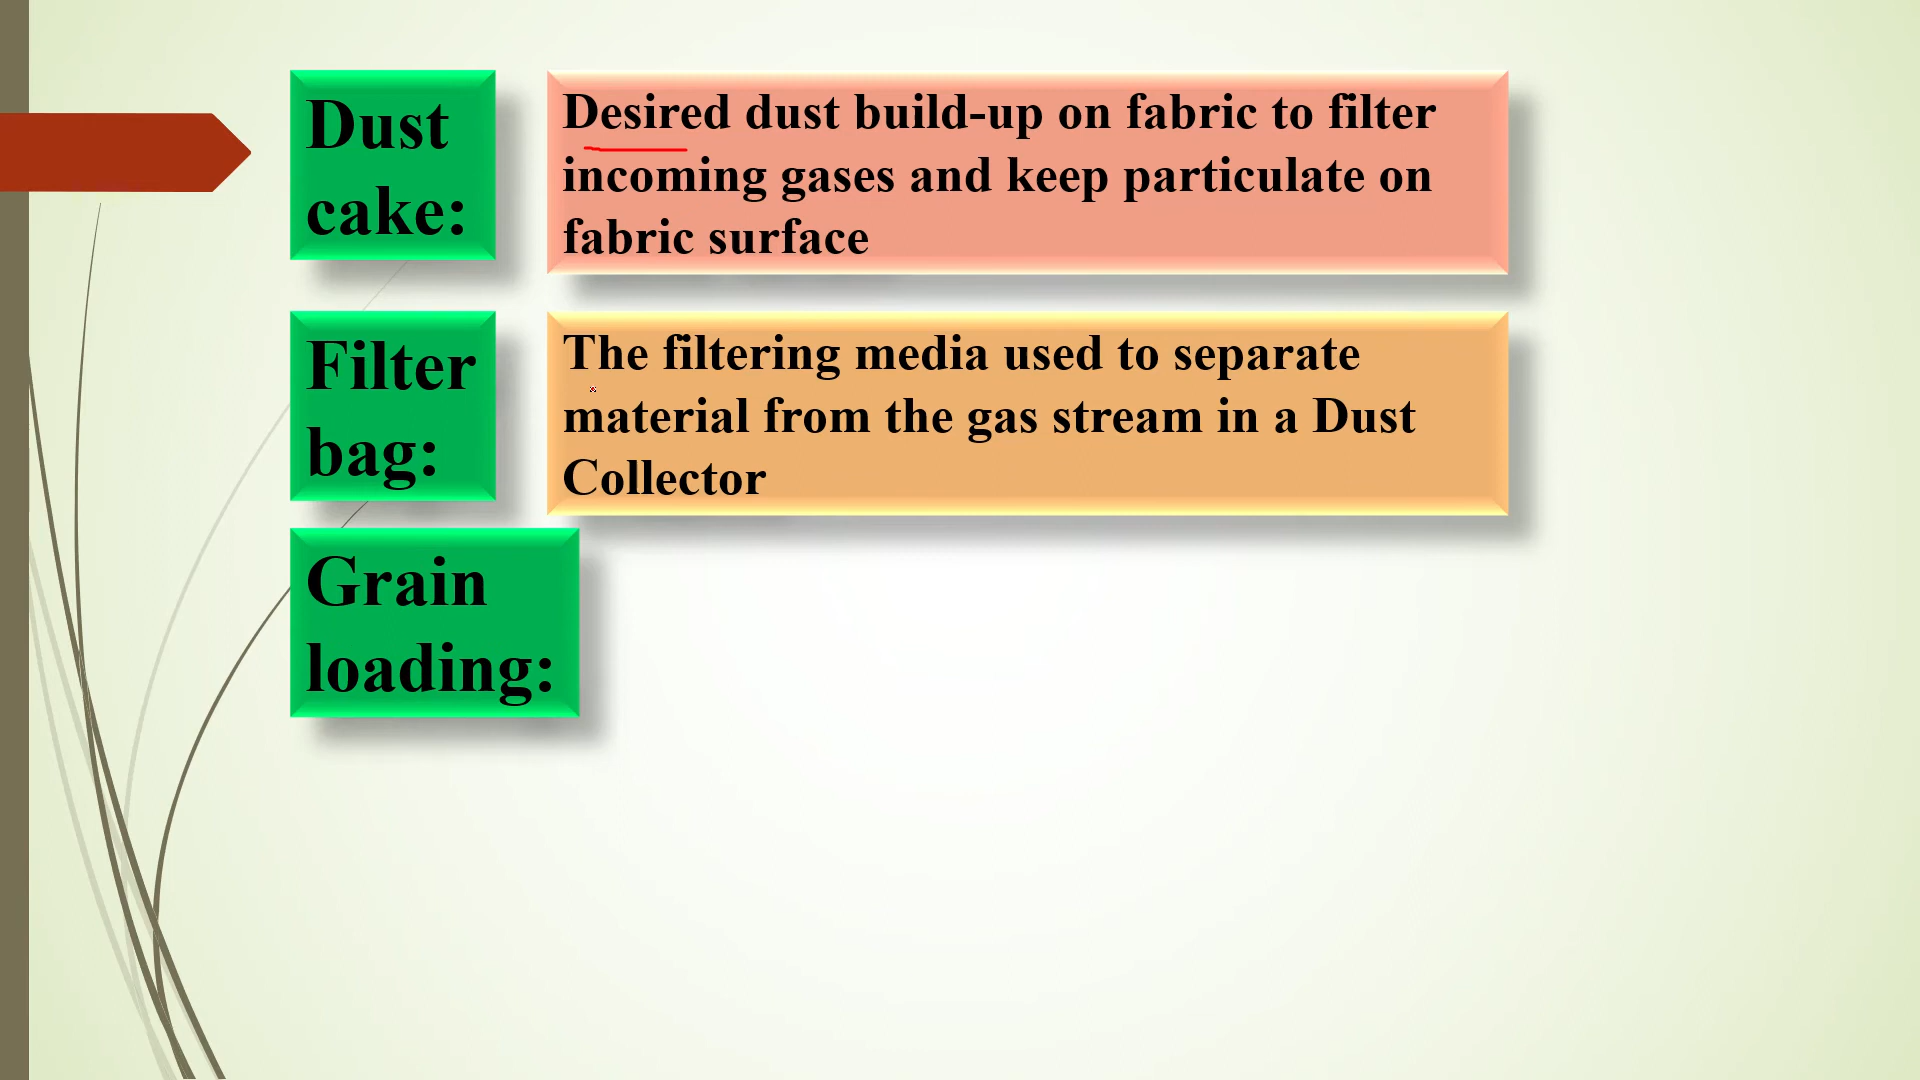 Dust
cake:
Desired dust build-up on fabric to filter
incoming gases and keep particulate on
fabric surface
Filter
bag:
The filtering media used to separate
material from the gas stream in a Dust
Collector
Grain
loading: